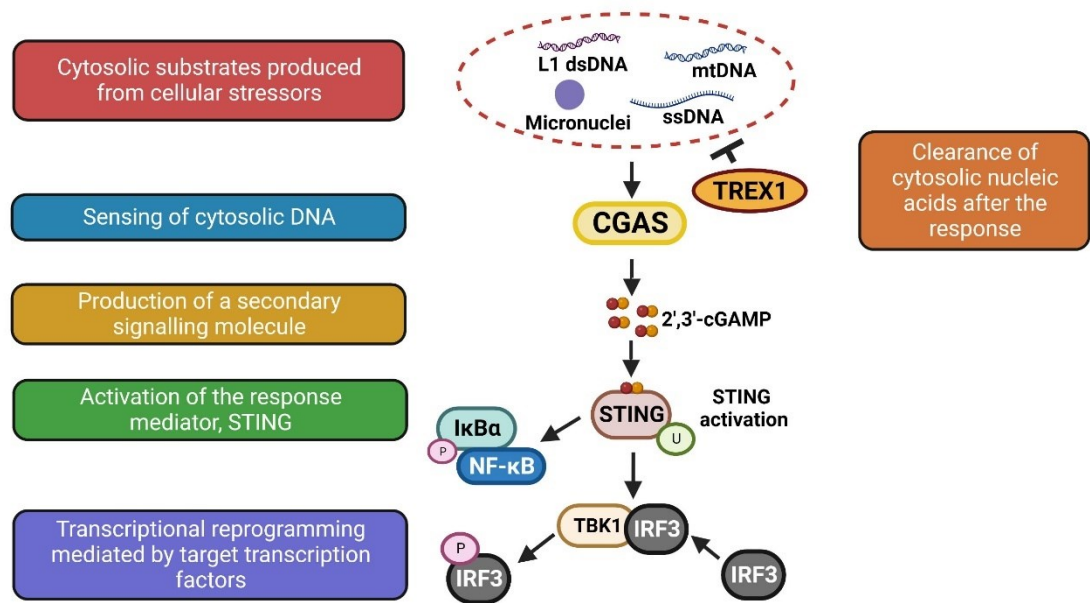 Cytosolic substrates produced
from cellular stressors
L1 dsDNA
mtDNA
Micronuclei
ssDNA
TREX1
Clearance of
cytosolic nucleic
acids after the
response
Sensing of cytosolic DNA
CGAS
Production of a secondary
signalling molecule
2',3'-cGAMP
Activation of the response
mediator, STING
STING
U
STING
activation
IκBα
P
NF-κB
Transcriptional reprogramming
mediated by target transcription
factors
TBK1
IRF3
P
IRF3
IRF3